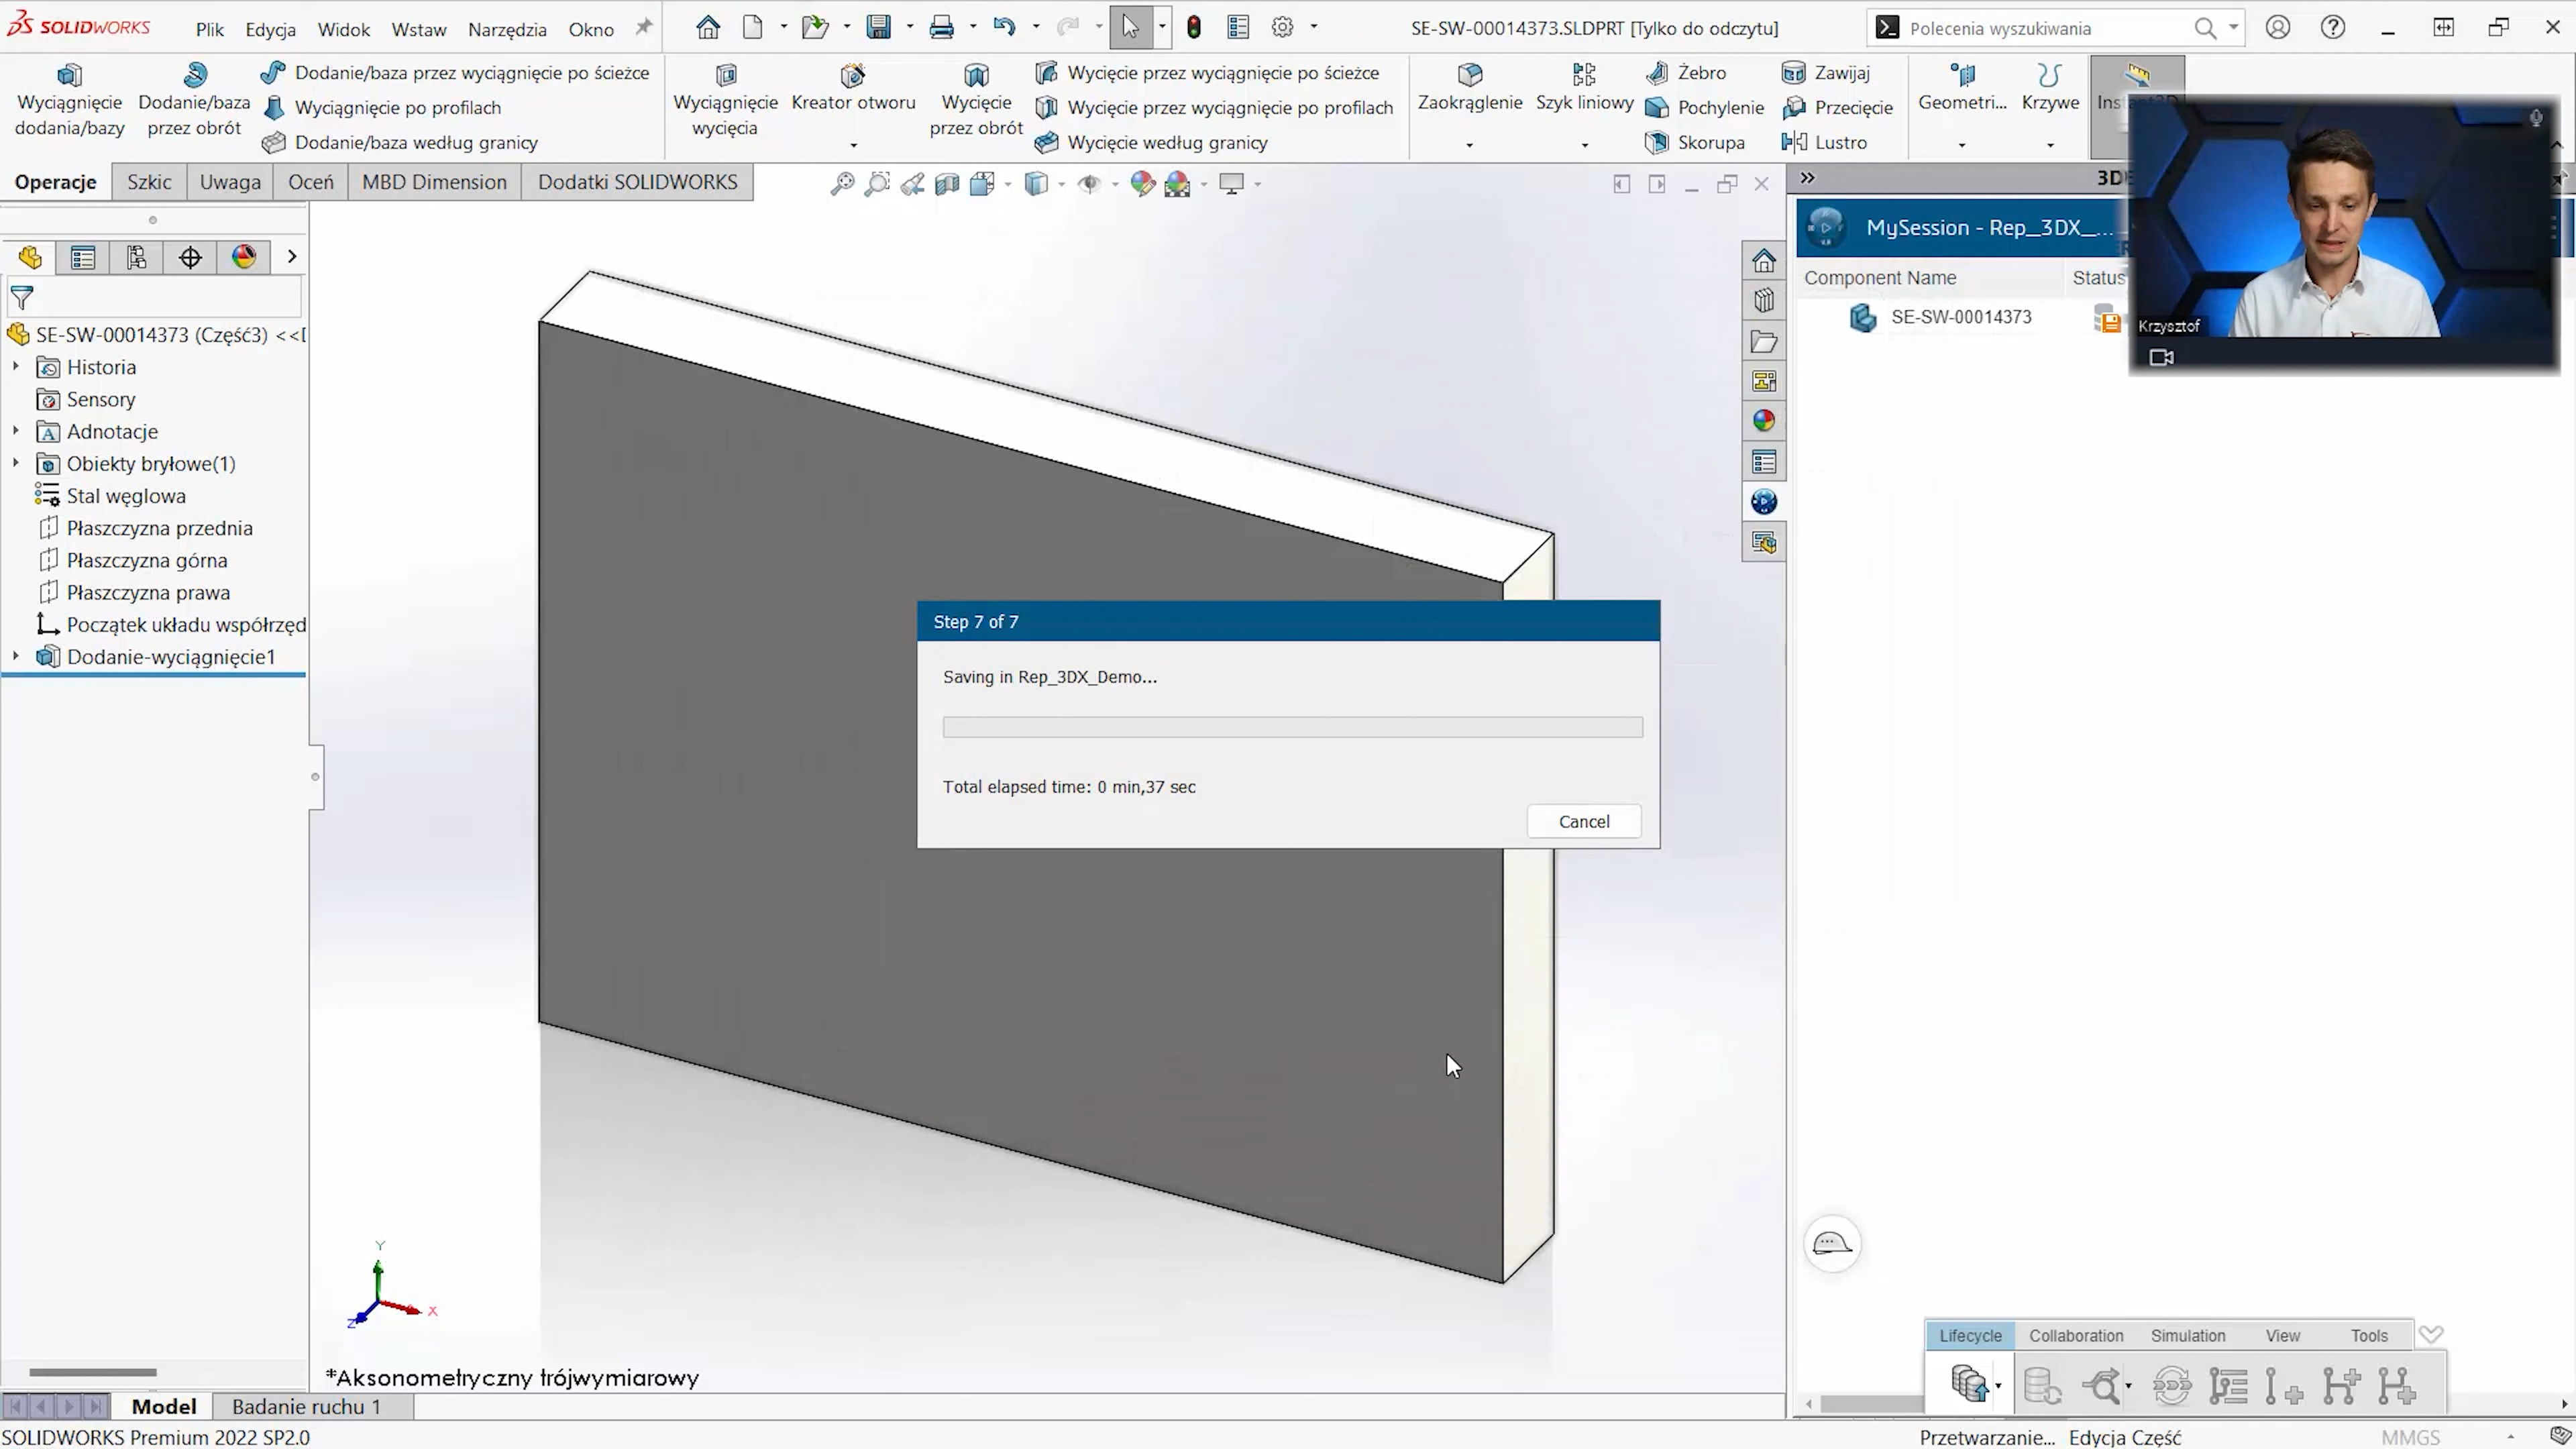 SOLIDWORKS
Plik Edycja Widok Wstaw Narzędzia Okno
SE-SW-00014373.SLDPRT [Tylko do odczytu]
Polecenia wyszukiwania
Wyciągnięcie dodania/bazy
Dodanie/baza przez obrót
Dodanie/baza przez wyciągnięcie po ścieżce
Wyciągnięcie po profilach
Dodanie/baza według granicy
Wyciągnięcie wycięcia
Kreator otworu
Wycięcie przez obrót
Wycięcie przez wyciągnięcie po ścieżce
Wycięcie przez wyciągnięcie po profilach
Wycięcie według granicy
Zaokrąglenie
Szyk liniowy
Żebro
Pochylenie
Skorupa
Zawijaj
Przecięcie
Lustro
Geometri...
Krzywe
Operacje Szkic Uwaga Oceń MBD Dimension Dodatki SOLIDWORKS
SE-SW-00014373 (Część3) <<
Historia
Sensory
Adnotacje
Obiekty bryłowe(1)
Stal węglowa
Płaszczyzna przednia
Płaszczyzna górna
Płaszczyzna prawa
Początek układu współrzęd
Dodanie-wyciągnięcie1
Step 7 of 7
Saving in Rep_3DX_Demo...
Total elapsed time: 0 min,37 sec
Cancel
Y
X
Z
*Aksonometryczny trójwymiarowy
3DE
MySession - Rep_3DX_...
Component Name Status
SE-SW-00014373
Krzysztof
Lifecycle Collaboration Simulation View Tools
Model Badanie ruchu 1
SOLIDWORKS Premium 2022 SP2.0
Przetwarzanie... Edycja Część MMGS